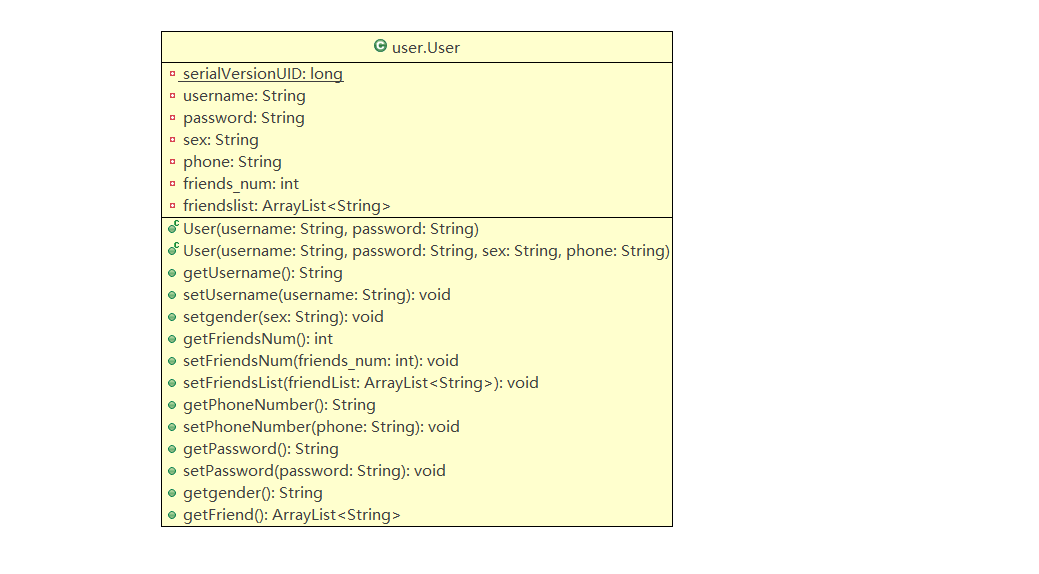 user.User
serialVersionUID: long
username: String
password: String
sex: String
phone: String
friends_num: int
friendslist: ArrayList<String>
User(username: String, password: String)
User(username: String, password: String, sex: String, phone: String)
getUsername(): String
setUsername(username: String): void
setgender(sex: String): void
getFriendsNum(): int
setFriendsNum(friends_num: int): void
setFriendsList(friendList: ArrayList<String>): void
getPhoneNumber(): String
setPhoneNumber(phone: String): void
getPassword(): String
setPassword(password: String): void
getgender(): String
getFriend(): ArrayList<String>